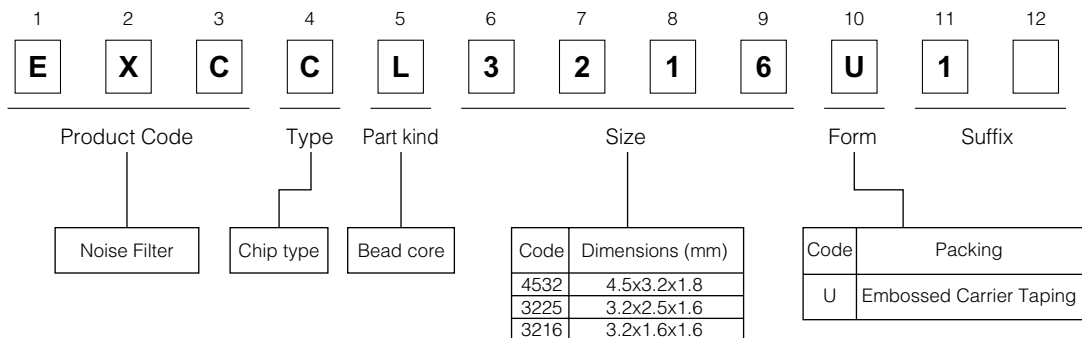 1 2 3 4 5 6 7 8 9 10 11 12
E X C C L 3 2 1 6 U 1
Product Code Type Part kind Size Form Suffix
Noise Filter Chip type Bead core
Code Dimensions (mm)
4532 4.5x3.2x1.8
3225 3.2x2.5x1.6
3216 3.2x1.6x1.6
Code Packing
U Embossed Carrier Taping